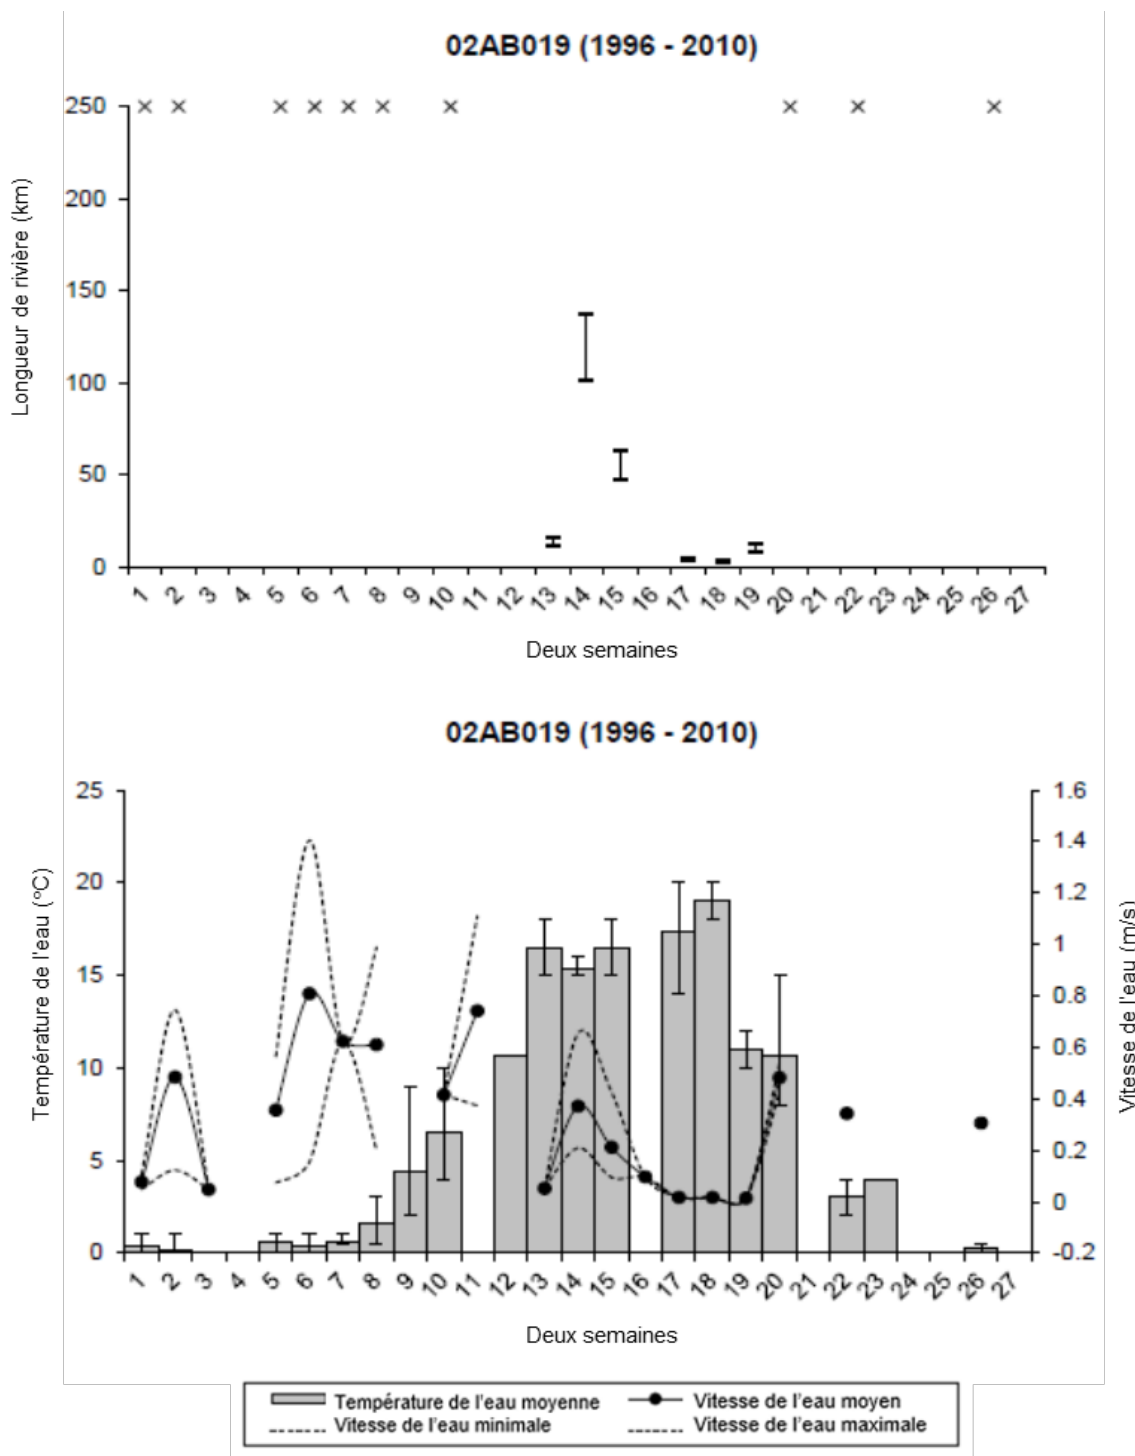 02AB019 (1996 - 2010)
Longueur de rivière (km)
250
200
150
100
50
0
1 2 3 4 5 6 7 8 9 10 11 12 13 14 15 16 17 18 19 20 21 22 23 24 25 26 27
Deux semaines
02AB019 (1996 - 2010)
Température de l'eau (°C)
25
20
15
10
5
0
1.6
1.4
1.2
1
0.8
0.6
0.4
0.2
0
-0.2
Vitesse de l'eau (m/s)
1 2 3 4 5 6 7 8 9 10 11 12 13 14 15 16 17 18 19 20 21 22 23 24 25 26 27
Deux semaines
Température de l'eau moyenne Vitesse de l'eau moyen
Vitesse de l'eau minimale Vitesse de l'eau maximale